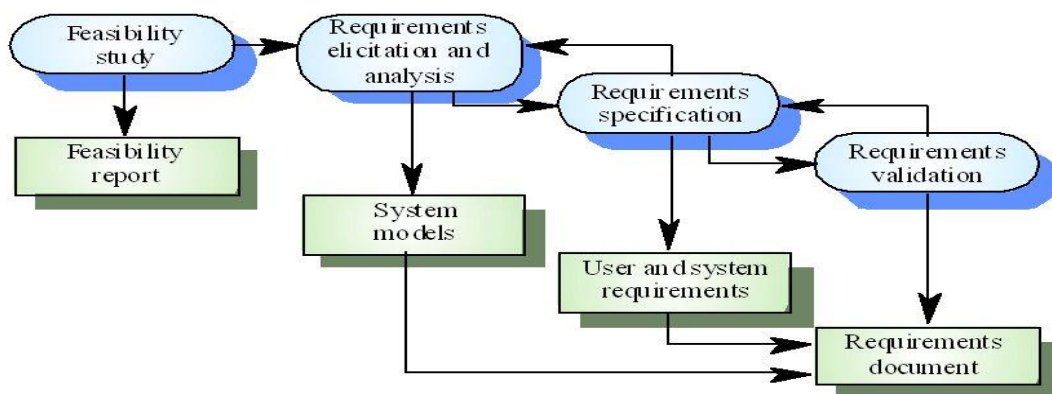 Feasibility
study
Requirements
elicitation and
analysis
Requirements
specification
Requirements
validation
Feasibility
report
System
models
User and system
requirements
Requirements
document